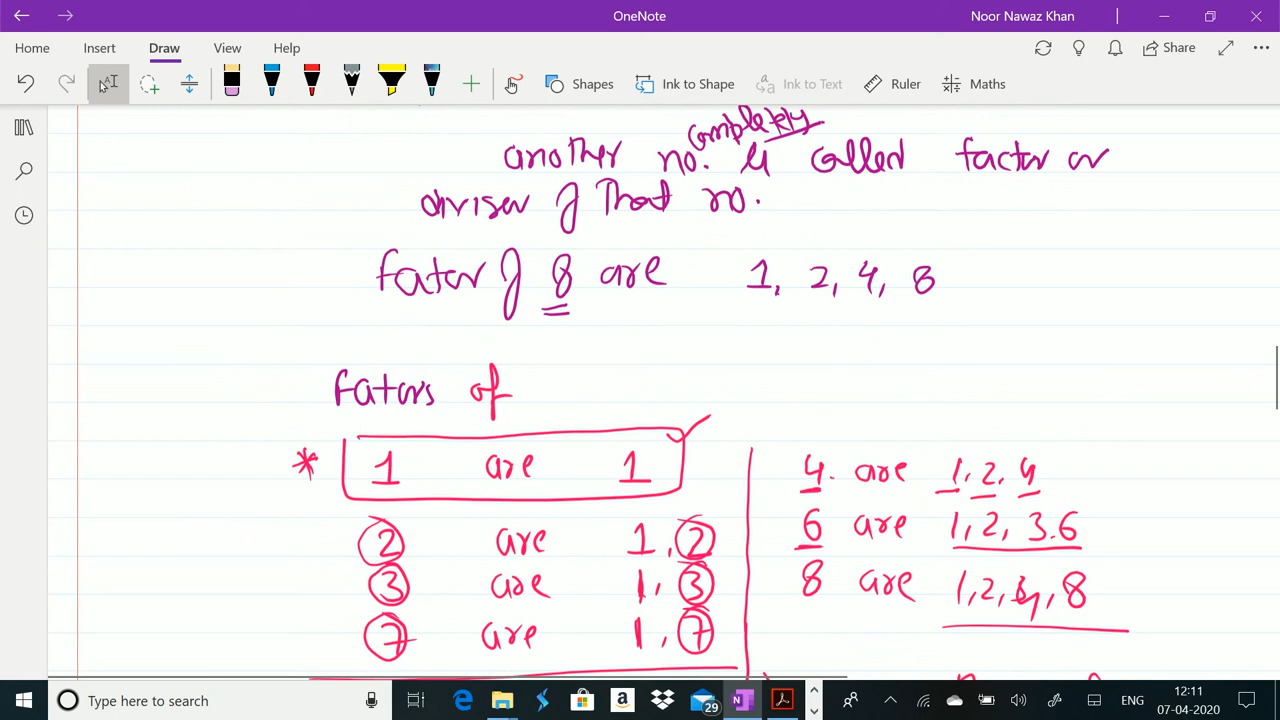 OneNote
Noor Nawaz Khan
Home Insert Draw View Help
Share
Shapes Ink to Shape Ink to Text Ruler Maths
completely
another no. is called factor or
diviser of That no.
fator of 8 are 1, 2, 4, 8
fators of
* 1 are 1
2 are 1, 2
3 are 1, 3
7 are 1, 7
4. are 1, 2, 4
6 are 1, 2, 3.6
8 are 1, 2, 4, 8
Type here to search
29
ENG
12:11
07-04-2020